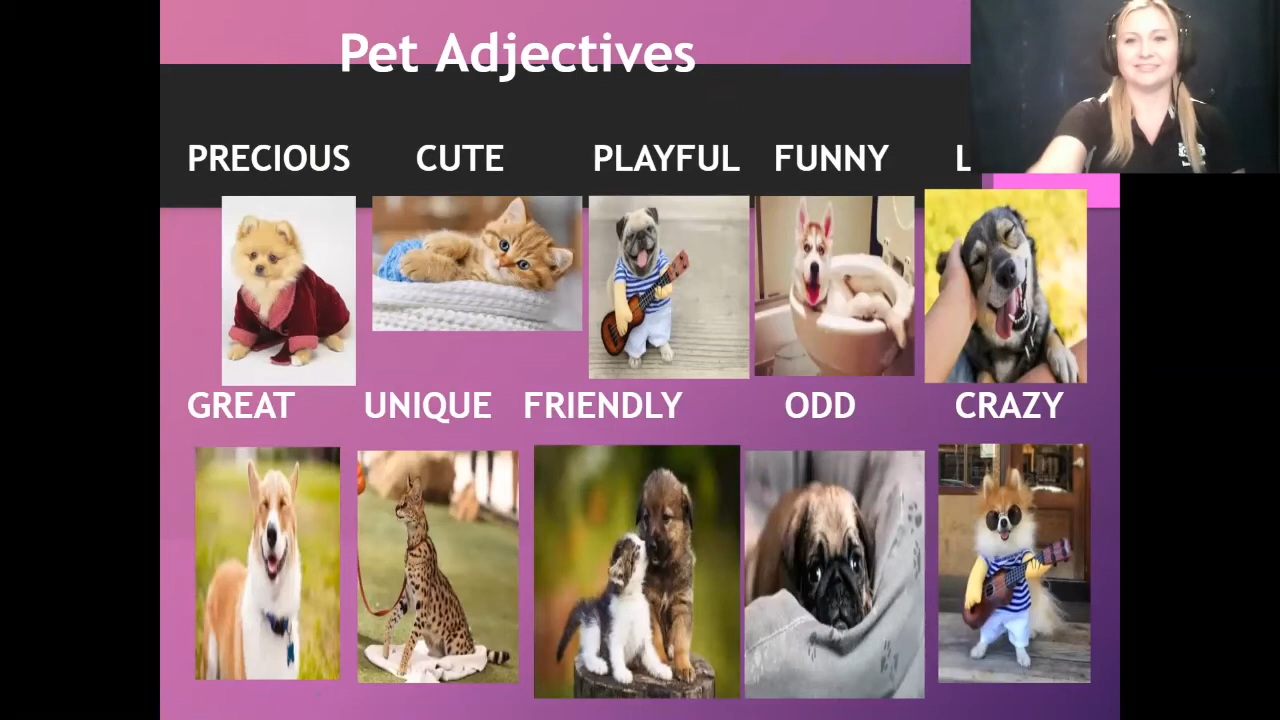 Pet Adjectives
PRECIOUS CUTE PLAYFUL FUNNY L
GREAT UNIQUE FRIENDLY ODD CRAZY